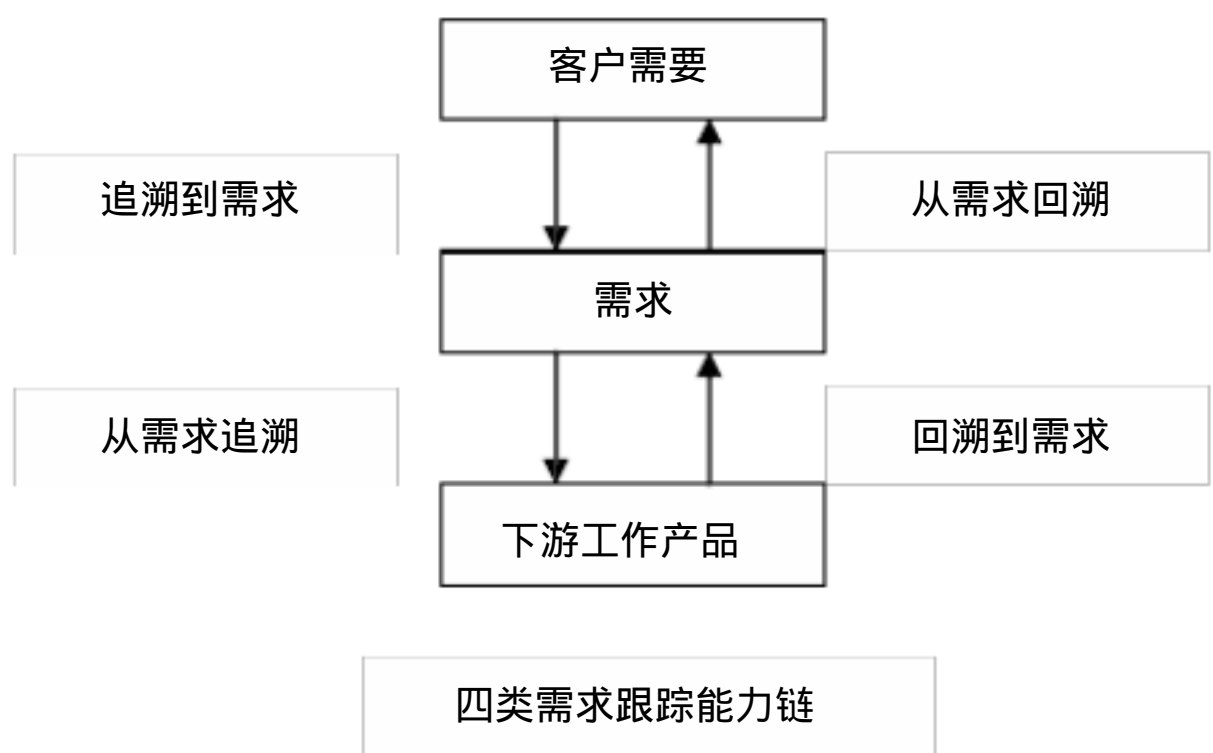 客户需要
追溯到需求
从需求回溯
需求
从需求追溯
回溯到需求
下游工作产品
四类需求跟踪能力链